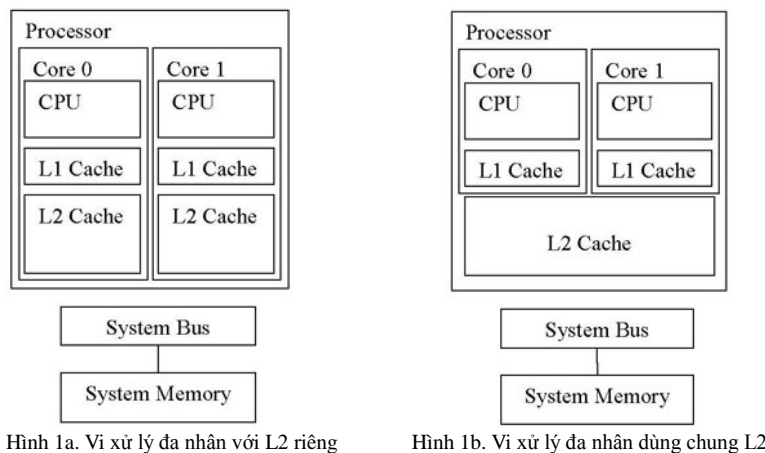 Processor
Core 0
Core 1
CPU
CPU
L1 Cache
L1 Cache
L2 Cache
L2 Cache
System Bus
System Memory
Hình 1a. Vi xử lý đa nhân với L2 riêng
Processor
Core 0
Core 1
CPU
CPU
L1 Cache
L1 Cache
L2 Cache
System Bus
System Memory
Hình 1b. Vi xử lý đa nhân dùng chung L2